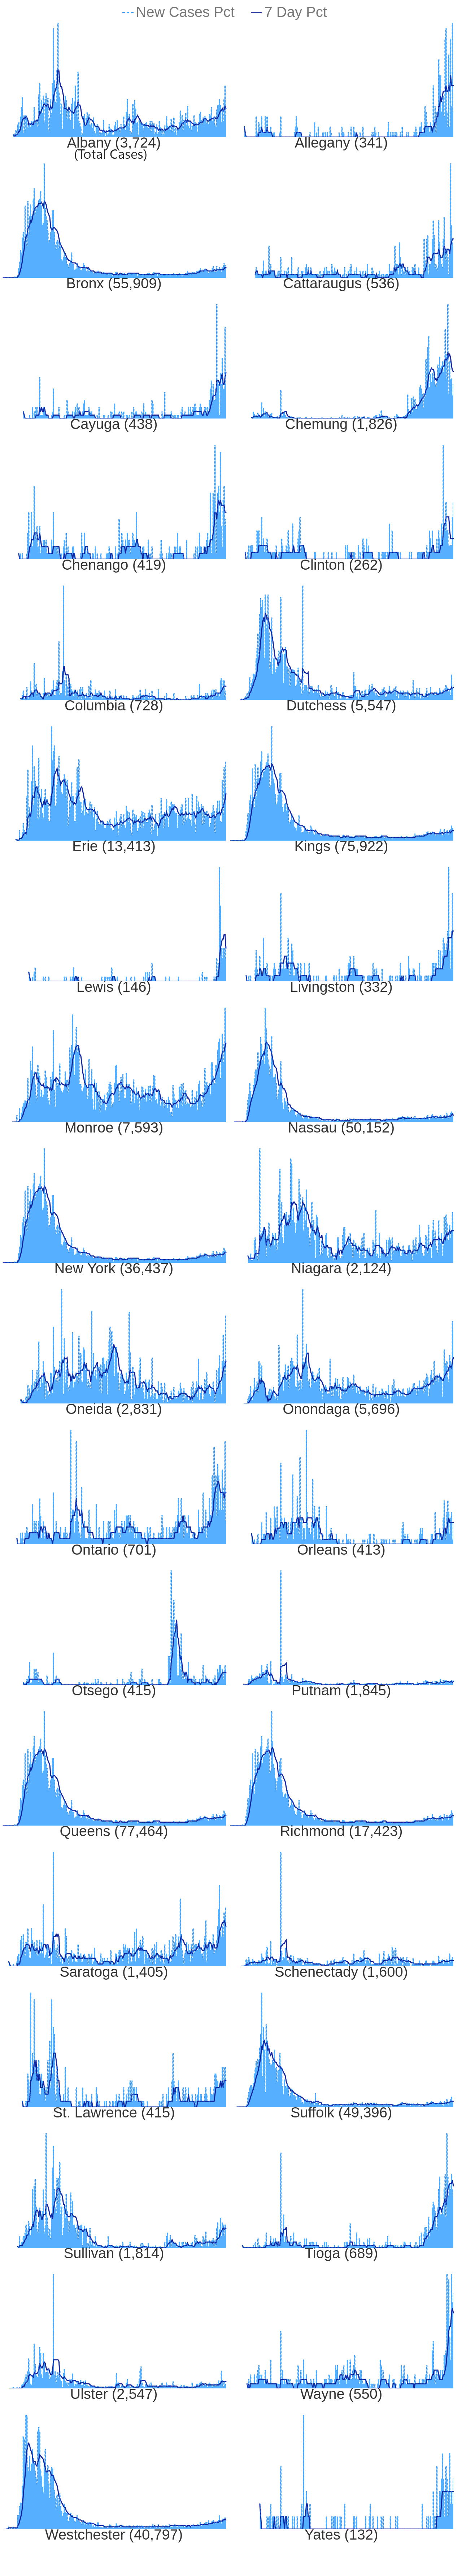 New Cases Pct 7 Day Pct
Albany (3,724) Allegany (341)
(Total Cases)
Bronx (55,909) Cattaraugus (536)
Cayuga (438) Chemung (1,826)
Chenango (419) Clinton (262)
Columbia (728) Dutchess (5,547)
Erie (13,413) Kings (75,922)
Lewis (146) Livingston (332)
Monroe (7,593) Nassau (50,152)
New York (36,437) Niagara (2,124)
Oneida (2,831) Onondaga (5,696)
Ontario (701) Orleans (413)
Otsego (415) Putnam (1,845)
Queens (77,464) Richmond (17,423)
Saratoga (1,405) Schenectady (1,600)
St. Lawrence (415) Suffolk (49,396)
Sullivan (1,814) Tioga (689)
Ulster (2,547) Wayne (550)
Westchester (40,797) Yates (132)